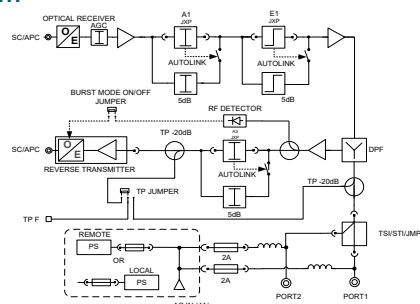 OPTICAL RECEIVER
AGC
A1
JXP
E1
JXP
SC/APC
O
E
AUTOLINK
AUTOLINK
5dB
5dB
BURST MODE ON/OFF
JUMPER
RF DETECTOR
TP -20dB
A3
JXP
SC/APC
O
E
DPF
REVERSE TRANSMITTER
AUTOLINK
TP -20dB
TP JUMPER
5dB
TP F
TSI/STI/JMP
REMOTE
PS
OR
LOCAL
PS
2A
2A
PORT2
PORT1